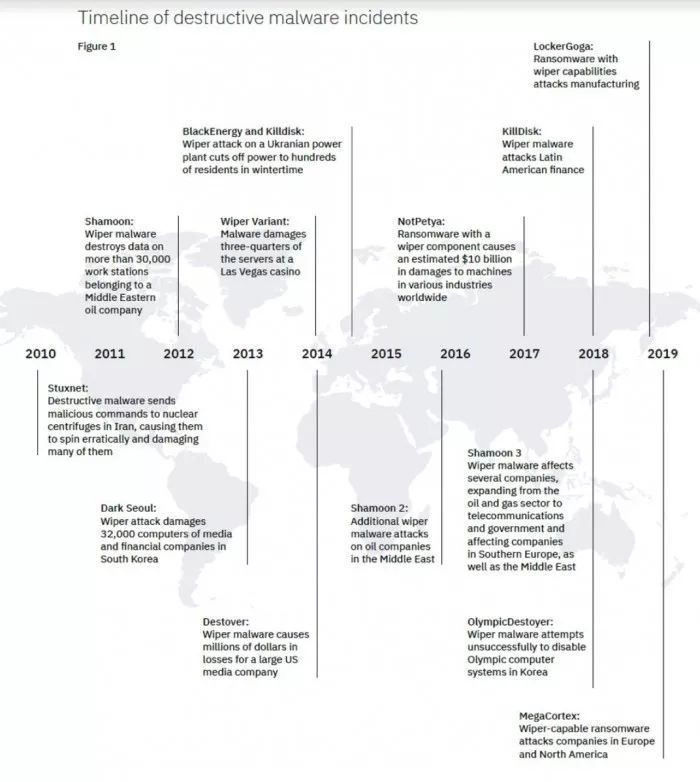 Timeline of destructive malware incidents
Figure 1
LockerGoga:
Ransomware with
wiper capabilities
attacks manufacturing
BlackEnergy and Killdisk:
Wiper attack on a Ukranian power
plant cuts off power to hundreds
of residents in wintertime
KillDisk:
Wiper malware
attacks Latin
American finance
Shamoon:
Wiper malware
destroys data on
more than 30,000
work stations
belonging to a
Middle Eastern
oil company
Wiper Variant:
Malware damages
three-quarters of
the servers at a
Las Vegas casino
NotPetya:
Ransomware with a
wiper component causes
an estimated $10 billion
in damages to machines
in various industries
worldwide
2010 2011 2012 2013 2014 2015 2016 2017 2018 2019
Stuxnet:
Destructive malware sends
malicious commands to nuclear
centrifuges in Iran, causing them
to spin erratically and damaging
many of them
Dark Seoul:
Wiper attack damages
32,000 computers of media
and financial companies in
South Korea
Shamoon 2:
Additional wiper
malware attacks
on oil companies
in the Middle East
Shamoon 3
Wiper malware affects
several companies,
expanding from the
oil and gas sector to
telecommunications
and government and
affecting companies
in Southern Europe, as
well as the Middle East
Destover:
Wiper malware causes
millions of dollars in
losses for a large US
media company
OlympicDestoyer:
Wiper malware attempts
unsuccessfully to disable
Olympic computer
systems in Korea
MegaCortex:
Wiper-capable ransomware
attacks companies in Europe
and North America